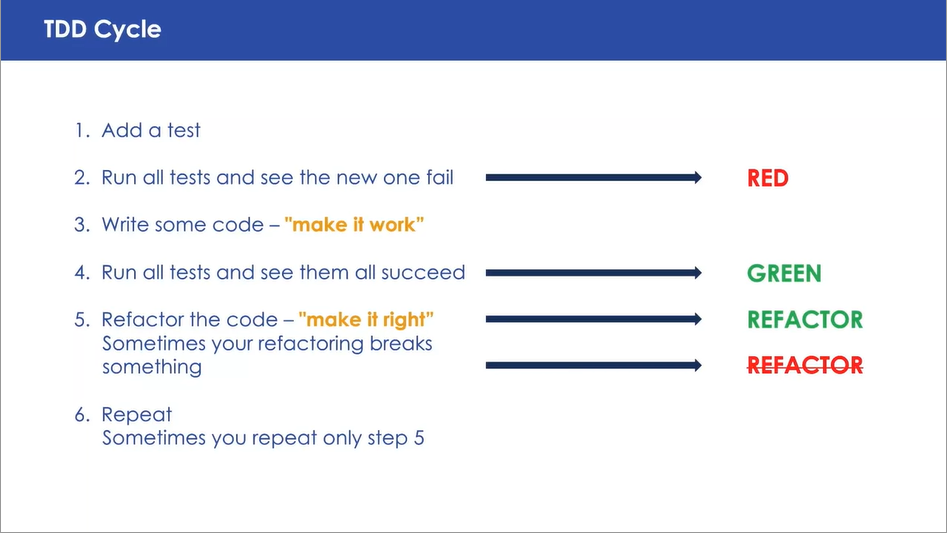 TDD Cycle
1. Add a test
2. Run all tests and see the new one fail
RED
3. Write some code – "make it work"
4. Run all tests and see them all succeed
GREEN
5. Refactor the code – "make it right"
REFACTOR
Sometimes your refactoring breaks
something
REFACTOR
6. Repeat
Sometimes you repeat only step 5